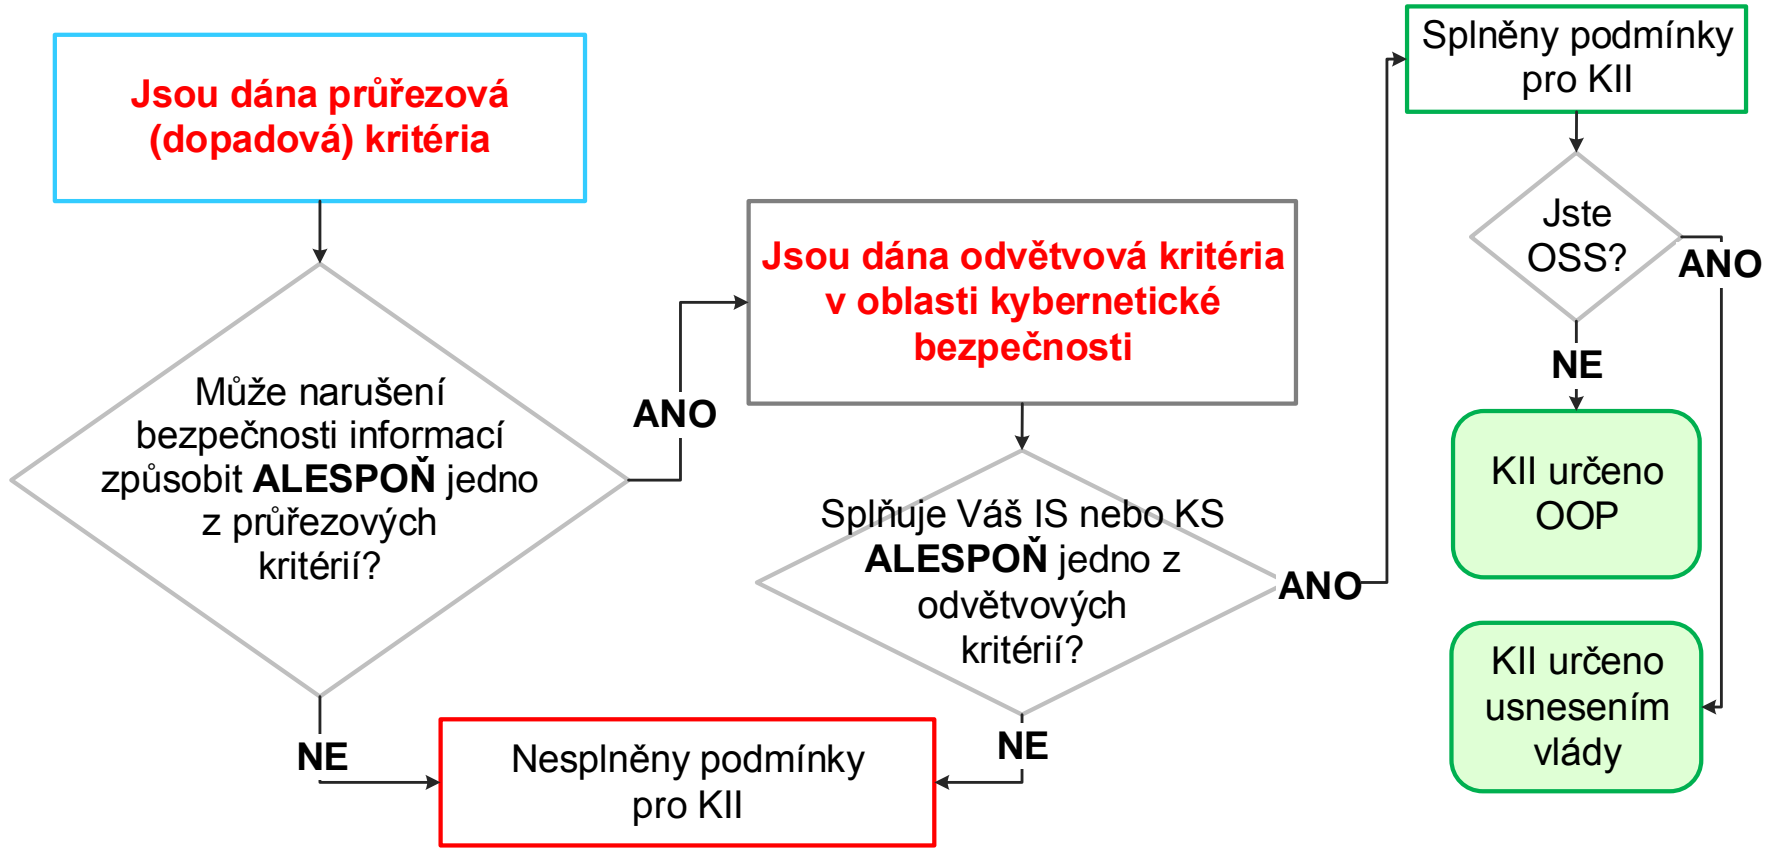 Jsou dána průřezová
(dopadová) kritéria
Může narušení
bezpečnosti informací
způsobit ALESPOŇ jedno
z průřezových
kritérií?
ANO
NE
Jsou dána odvětvová kritéria
v oblasti kybernetické
bezpečnosti
Splňuje Váš IS nebo KS
ALESPOŇ jedno z
odvětvových
kritérií?
ANO
NE
Nesplněny podmínky
pro KII
Splněny podmínky
pro KII
Jste
OSS?
ANO
NE
KII určeno
OOP
KII určeno
usnesením
vlády